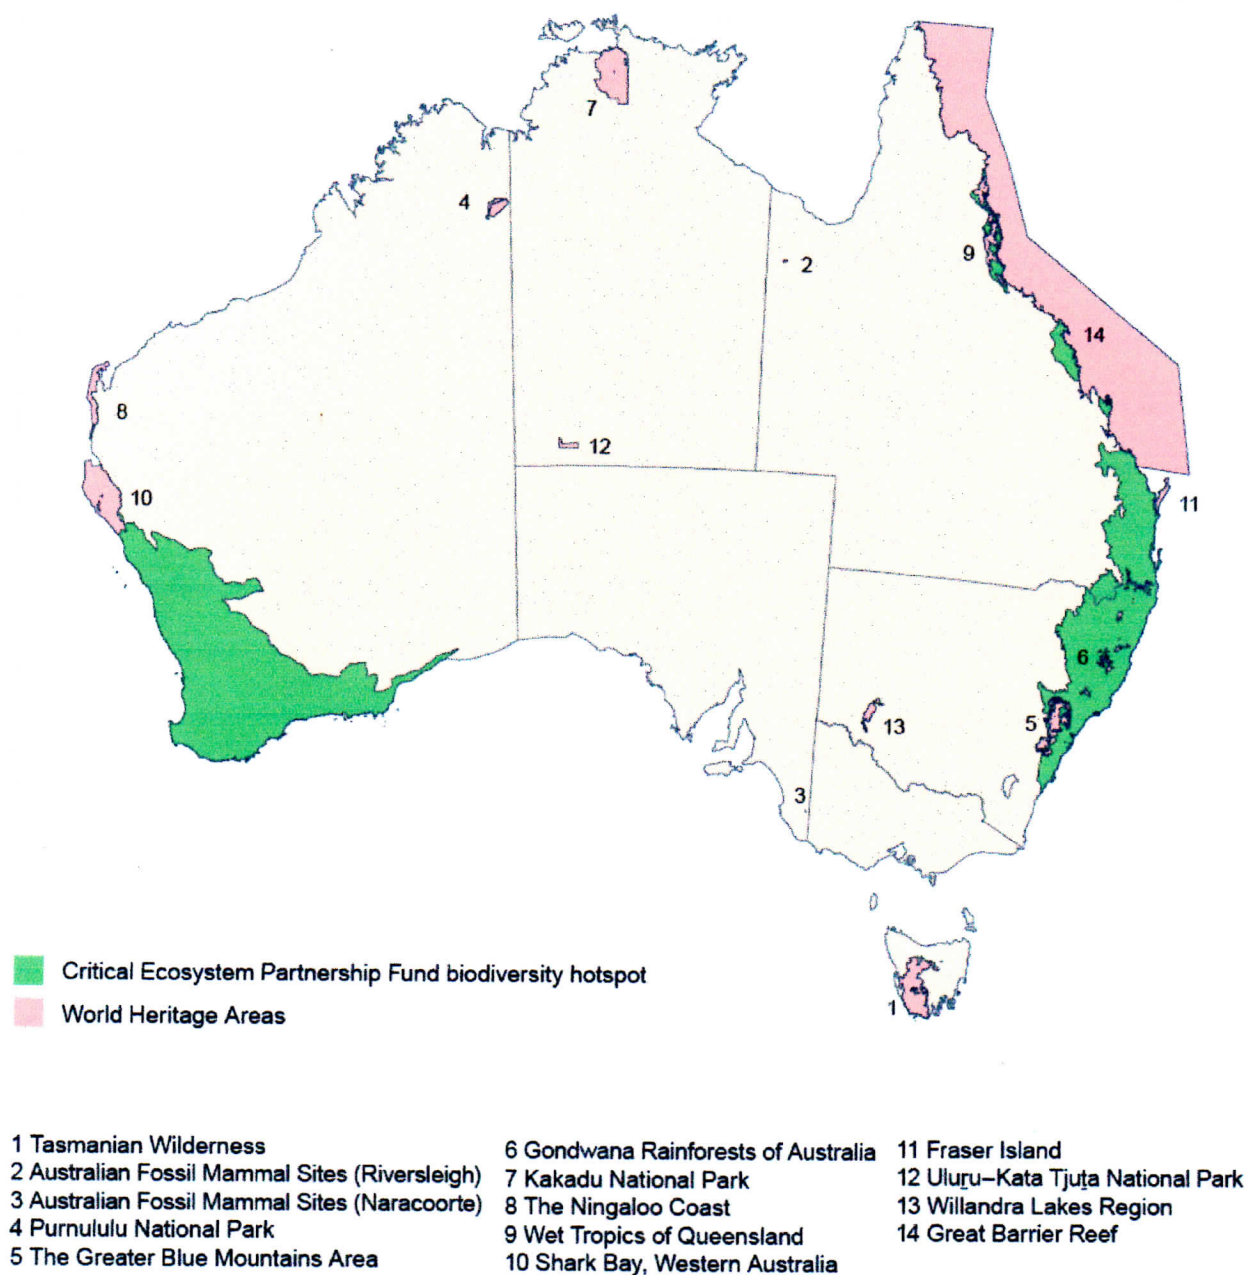 7
4
2
9
14
8
12
10
11
6
5
13
3
Critical Ecosystem Partnership Fund biodiversity hotspot
World Heritage Areas
1
1 Tasmanian Wilderness
2 Australian Fossil Mammal Sites (Riversleigh)
3 Australian Fossil Mammal Sites (Naracoorte)
4 Purnululu National Park
5 The Greater Blue Mountains Area
6 Gondwana Rainforests of Australia
7 Kakadu National Park
8 The Ningaloo Coast
9 Wet Tropics of Queensland
10 Shark Bay, Western Australia
11 Fraser Island
12 Uluṟu–Kata Tjuṯa National Park
13 Willandra Lakes Region
14 Great Barrier Reef